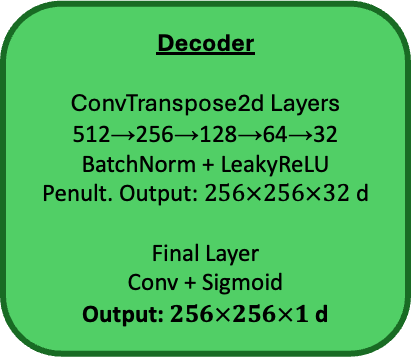 Decoder
ConvTranspose2d Layers
512→256→128→64→32
BatchNorm + LeakyReLU
Penult. Output: 256×256×32 d
Final Layer
Conv + Sigmoid
Output: 256×256×1 d